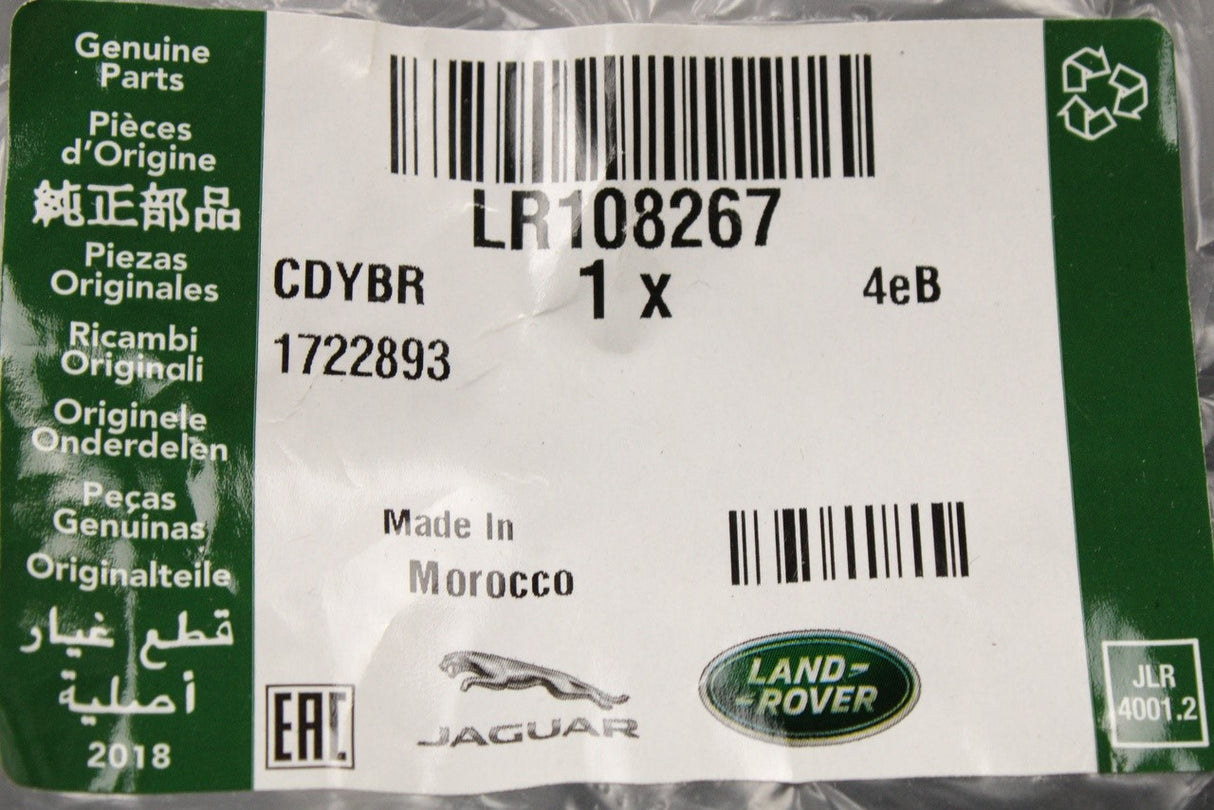 Genuine
Parts
Pièces
d'Origine
純正部品
Piezas
Originales
Ricambi
Originali
Originele
Onderdelen
Peças
Genuinas
Originalteile
قطع غيار
أصلية
2018
LR108267
CDYBR 1 x 4eB
1722893
Made In
Morocco
EAC
JAGUAR
LAND-
-ROVER
JLR
4001.2